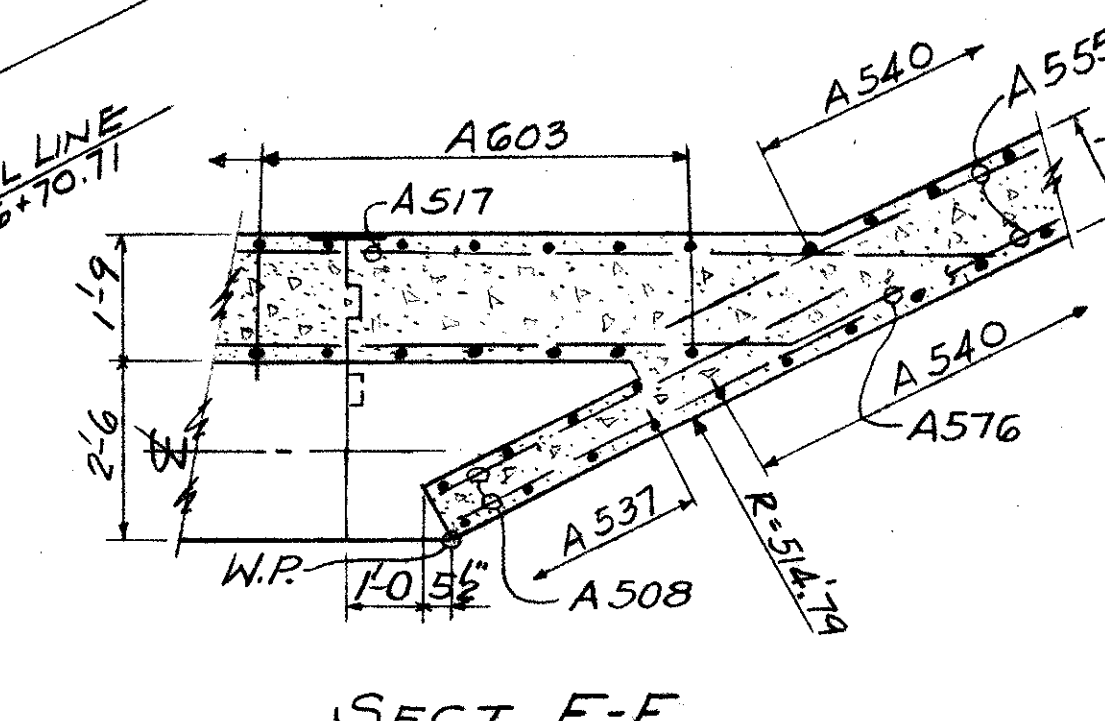 L LINE
6+70.71
A603
A517
A540
A555
1'-9
2'-6
A540
A576
A537
R=514.'79
W.P.
1'-0
5½"
A508
SECT. E-E